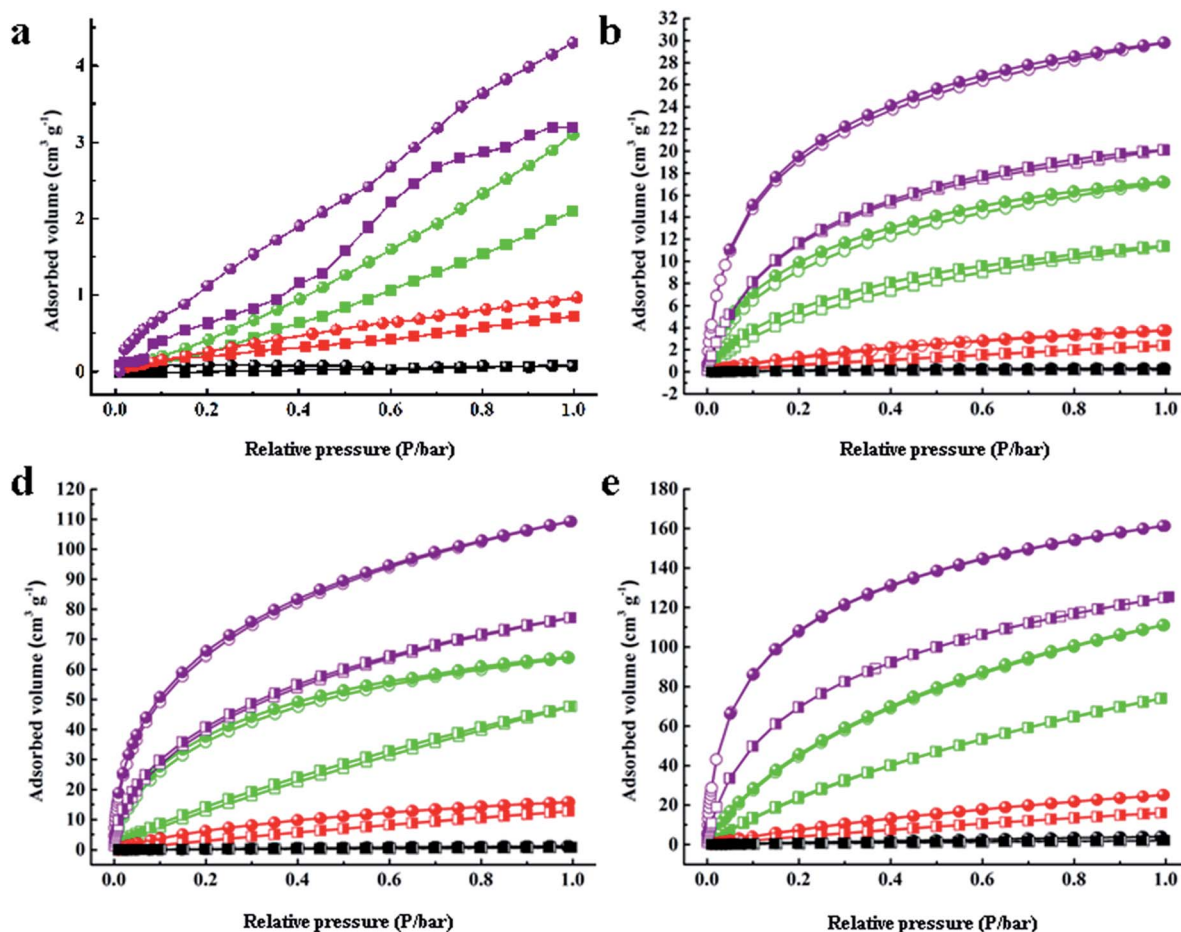 a
Adsorbed volume (cm³ g⁻¹)
4
3
2
1
0
0.0 0.2 0.4 0.6 0.8 1.0
Relative pressure (P/bar)
b
Adsorbed volume (cm³ g⁻¹)
32
30
28
26
24
22
20
18
16
14
12
10
8
6
4
2
0
-2
0.0 0.2 0.4 0.6 0.8 1.0
Relative pressure (P/bar)
d
Adsorbed volume (cm³ g⁻¹)
120
110
100
90
80
70
60
50
40
30
20
10
0
0.0 0.2 0.4 0.6 0.8 1.0
Relative pressure (P/bar)
e
Adsorbed volume (cm³ g⁻¹)
180
160
140
120
100
80
60
40
20
0
0.0 0.2 0.4 0.6 0.8 1.0
Relative pressure (P/bar)